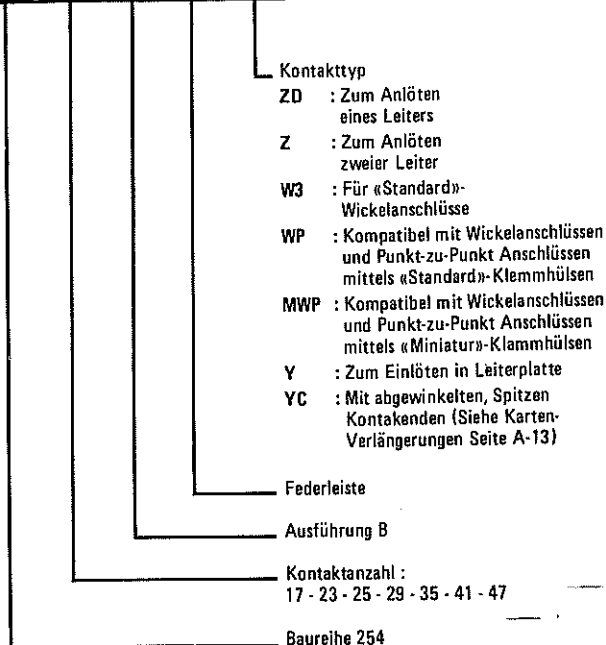 Kontakttyp
ZD : Zum Anlöten
eines Leiters
Z : Zum Anlöten
zweier Leiter
W3 : Für «Standard»-
Wickelanschlüsse
WP : Kompatibel mit Wickelanschlüssen
und Punkt-zu-Punkt Anschlüssen
mittels «Standard»-Klemmhülsen
MWP : Kompatibel mit Wickelanschlüssen
und Punkt-zu-Punkt Anschlüssen
mittels «Miniatur»-Klammhülsen
Y : Zum Einlöten in Leiterplatte
YC : Mit abgewinkelten, Spitzen
Kontakenden (Siehe Karten-
Verlängerungen Seite A-13)
Federleiste
Ausführung B
Kontaktanzahl :
17 - 23 - 25 - 29 - 35 - 41 - 47
Baureihe 254